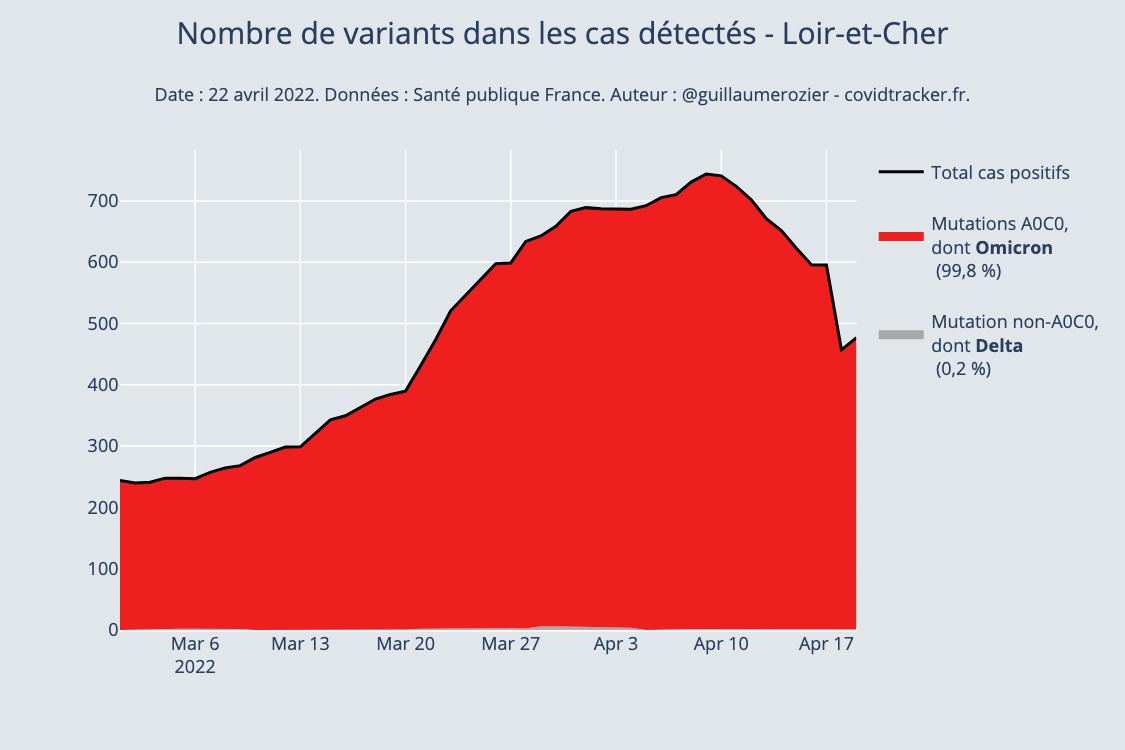 Nombre de variants dans les cas détectés - Loir-et-Cher
Date : 22 avril 2022. Données : Santé publique France. Auteur : @guillaumerozier - covidtracker.fr.
Total cas positifs
Mutations A0C0,
dont Omicron
(99,8 %)
Mutation non-A0C0,
dont Delta
(0,2 %)
700
600
500
400
300
200
100
0
Mar 6
2022
Mar 13
Mar 20
Mar 27
Apr 3
Apr 10
Apr 17